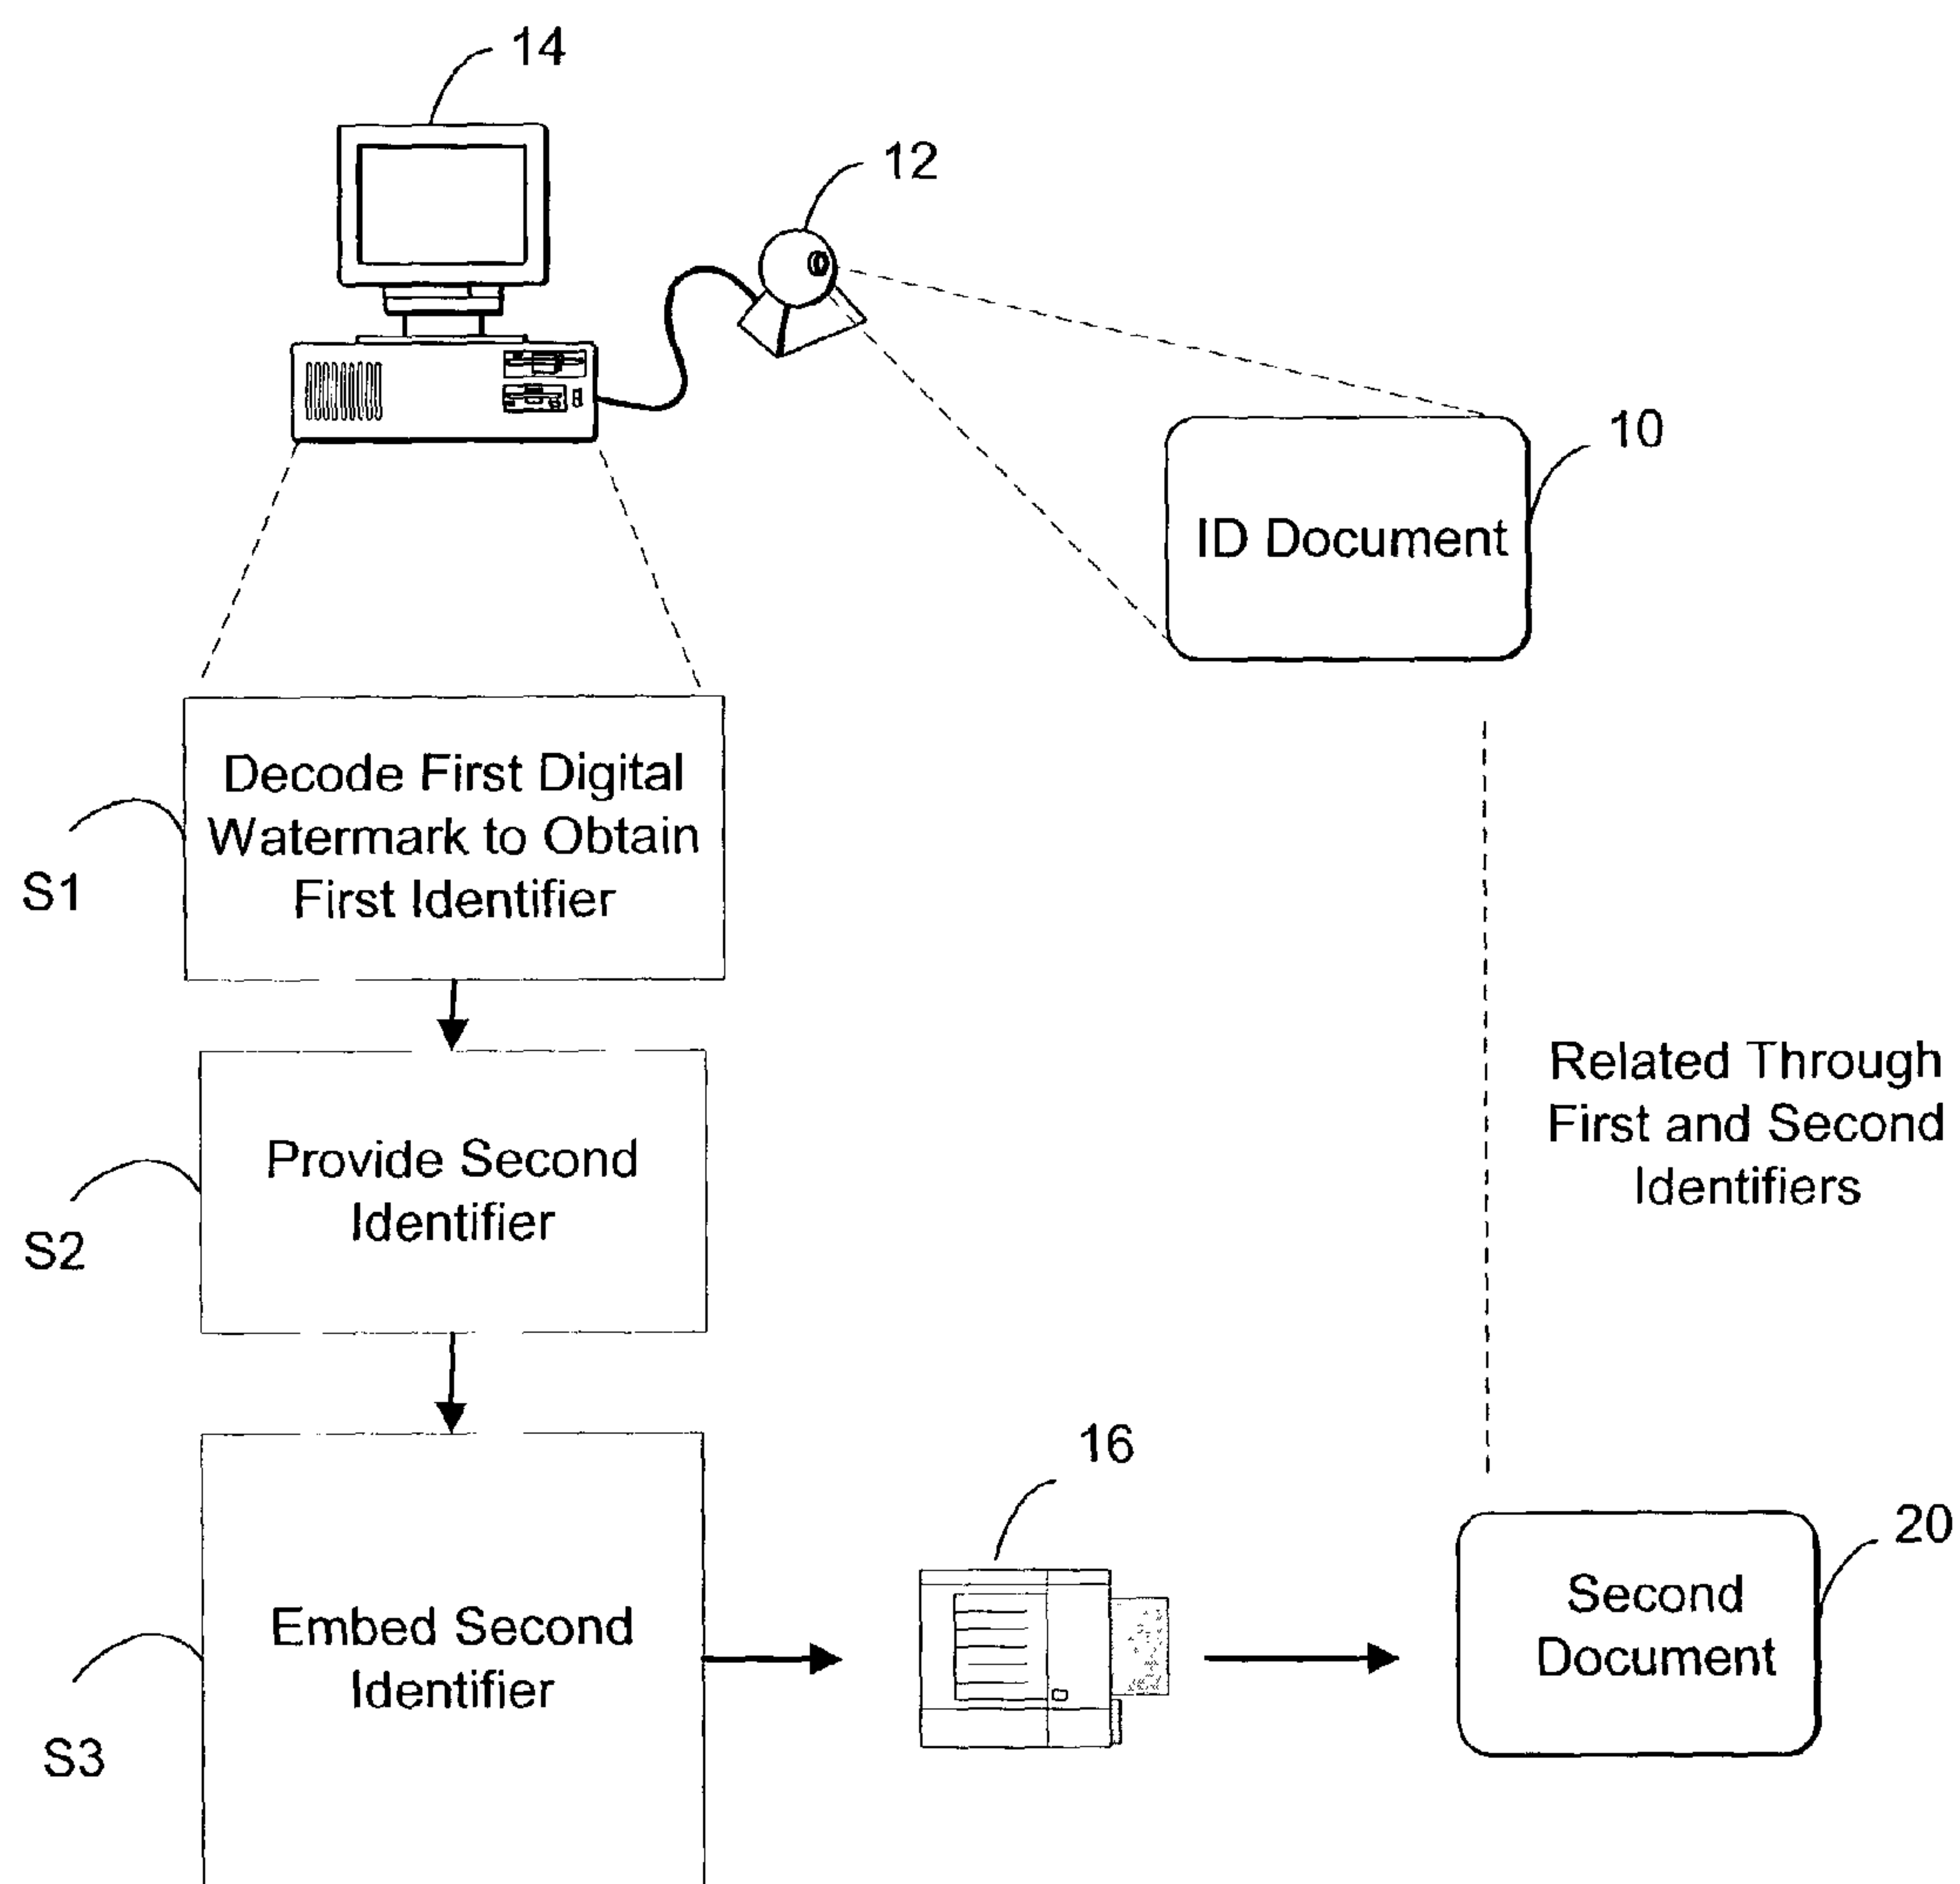 14
12
10
ID Document
Decode First Digital
Watermark to Obtain
First Identifier
S1
Related Through
First and Second
Identifiers
Provide Second
Identifier
S2
16
20
Second
Document
Embed Second
Identifier
S3